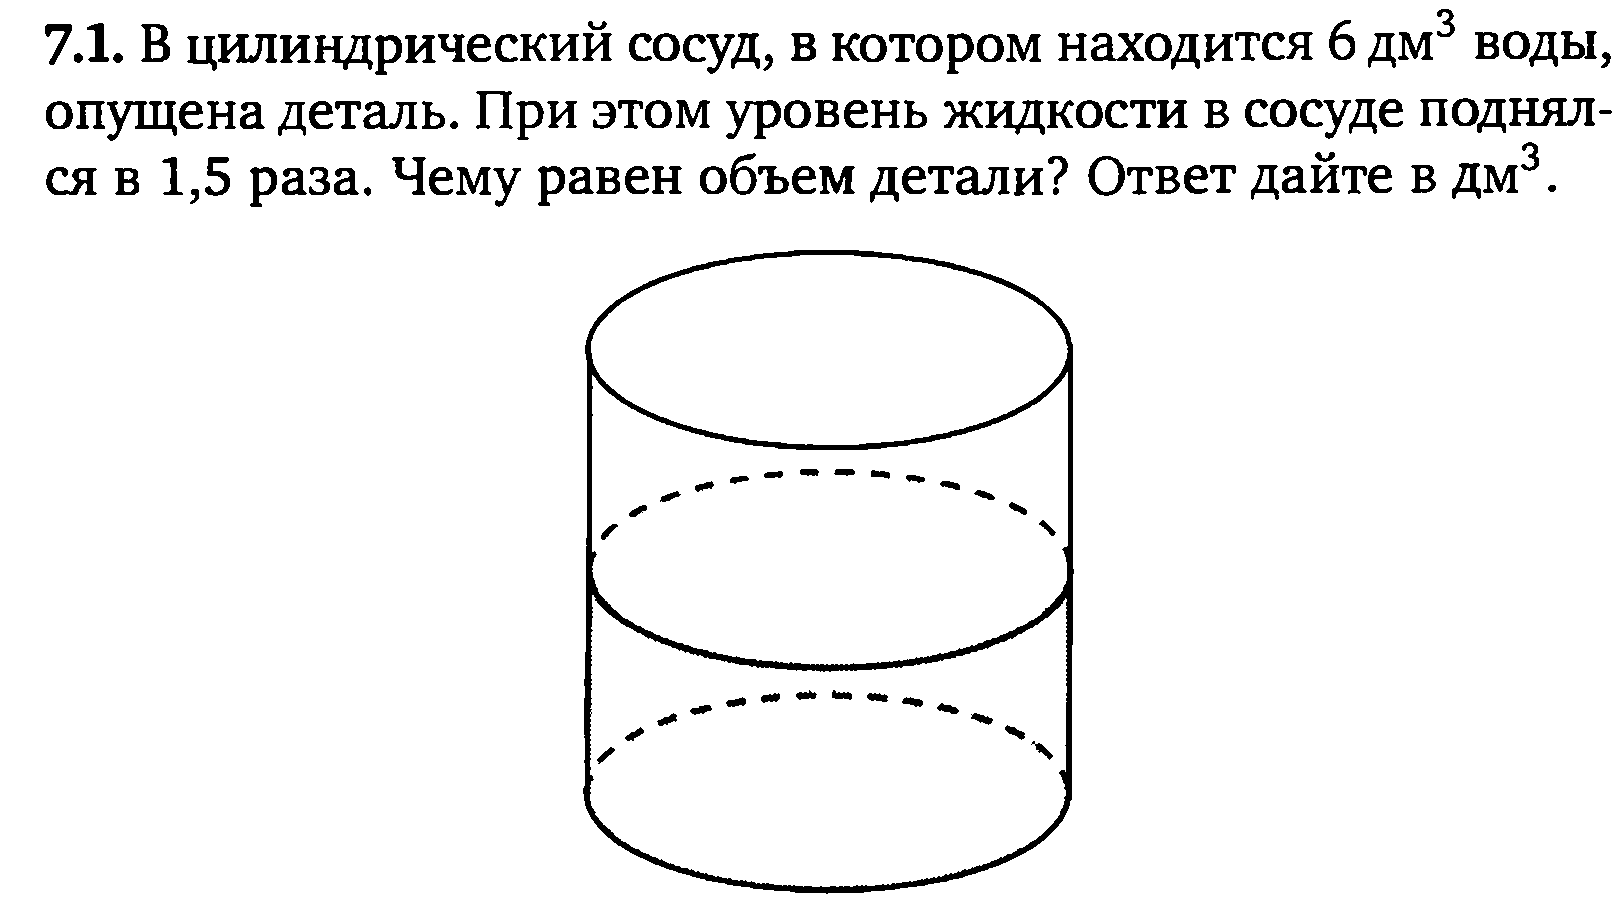 7.1. В цилиндрический сосуд, в котором находится 6 дм³ воды,
опущена деталь. При этом уровень жидкости в сосуде поднял-
ся в 1,5 раза. Чему равен объем детали? Ответ дайте в дм³.